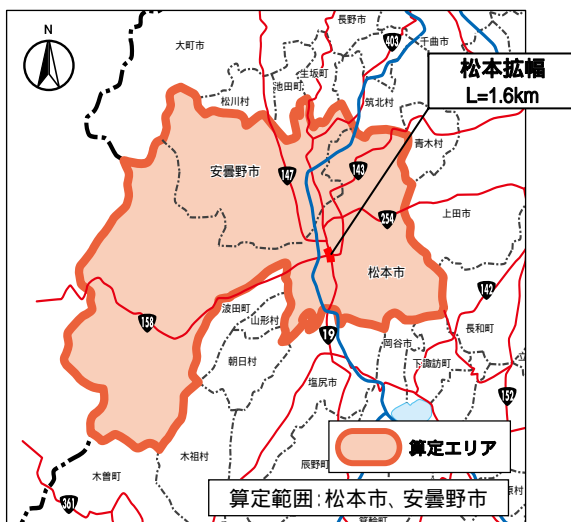 N
大町市
長野市
403
千曲市
生坂町
池田町
松川村
筑北村
松本拡幅
L=1.6km
青木村
安曇野市
147
143
254
上田市
松本市
142
波田町
158
山形村
19
長和町
朝日村
岡谷市
下諏訪町
塩尻市
152
算定エリア
木祖村
木曽町
辰野町
361
算定範囲:松本市、安曇野市